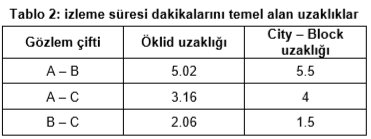 Tablo 2: izleme süresi dakikalarını temel alan uzaklıklar
Gözlem çifti Öklid uzaklığı City – Block uzaklığı
A – B 5.02 5.5
A – C 3.16 4
B – C 2.06 1.5